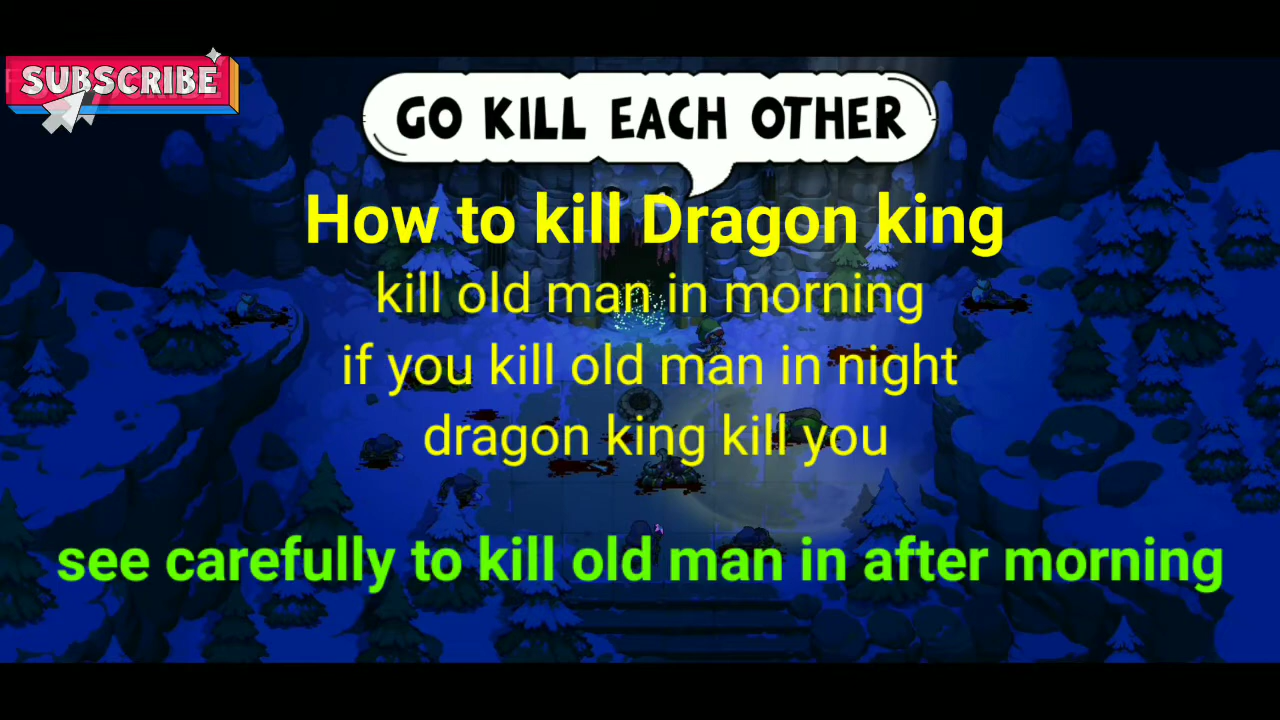 SUBSCRIBE
GO KILL EACH OTHER
How to kill Dragon king
kill old man in morning
if you kill old man in night
dragon king kill you
see carefully to kill old man in after morning